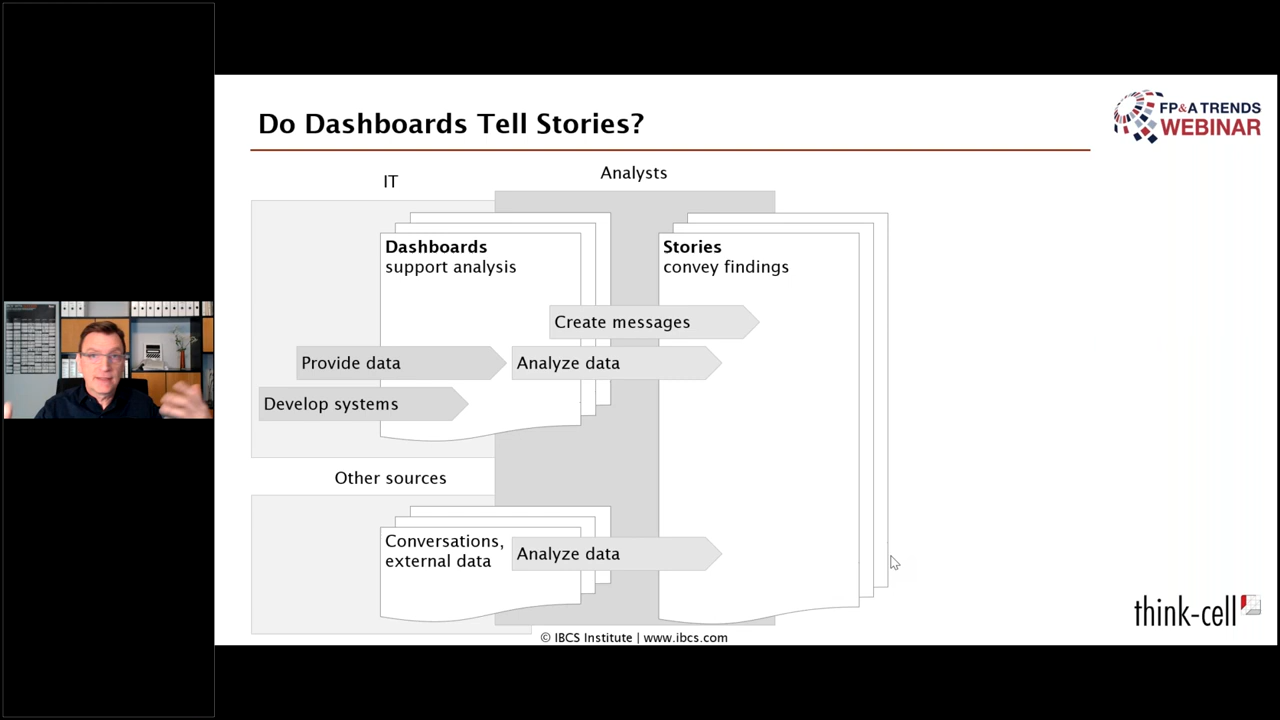 Do Dashboards Tell Stories?
FP&A TRENDS
WEBINAR
IT
Analysts
Dashboards
support analysis
Stories
convey findings
Create messages
Provide data
Analyze data
Develop systems
Other sources
Conversations,
external data
Analyze data
think-cell
© IBCS Institute | www.ibcs.com